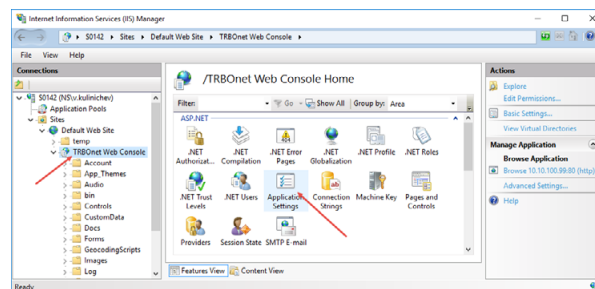 Internet Information Services (IIS) Manager
S0142 Sites Default Web Site TRBOnet Web Console
File View Help
Connections
S0142 (NS\v.kulinichev)
Application Pools
Sites
Default Web Site
temp
TRBOnet Web Console
Account
App_Themes
Audio
bin
Controls
CustomData
Docs
Forms
GeocodingScripts
Images
Log
/TRBOnet Web Console Home
Filter: Go Show All Group by: Area
ASP.NET
.NET Authorizat...
.NET Compilation
.NET Error Pages
.NET Globalization
.NET Profile
.NET Roles
.NET Trust Levels
.NET Users
Application Settings
Connection Strings
Machine Key
Pages and Controls
Providers
Session State
SMTP E-mail
Features View Content View
Actions
Explore
Edit Permissions...
Basic Settings...
View Virtual Directories
Manage Application
Browse Application
Browse 10.10.100.99:80 (http)
Advanced Settings...
Help
Ready